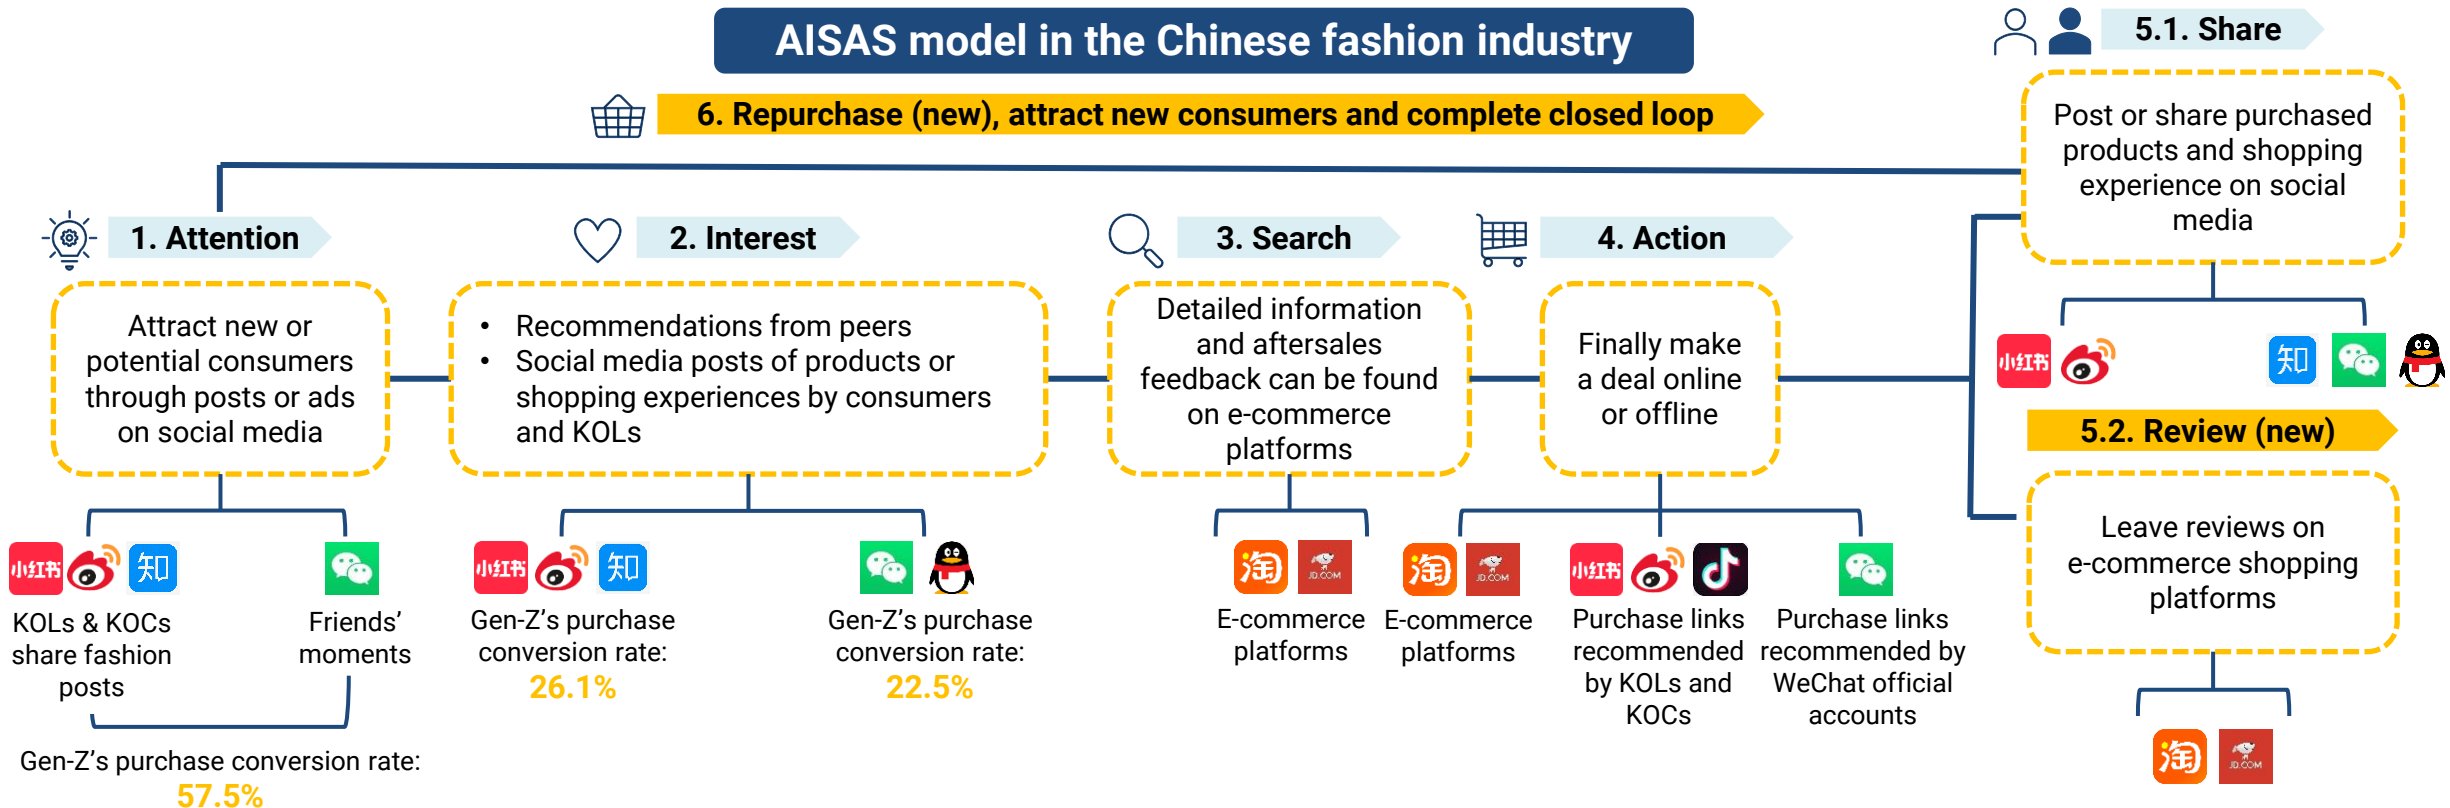 AISAS model in the Chinese fashion industry
6. Repurchase (new), attract new consumers and complete closed loop
1. Attention
Attract new or
potential consumers
through posts or ads
on social media
小红书
知
KOLs & KOCs
share fashion
posts
Friends’
moments
Gen-Z’s purchase conversion rate:
57.5%
2. Interest
• Recommendations from peers
• Social media posts of products or
shopping experiences by consumers
and KOLs
小红书
知
Gen-Z’s purchase
conversion rate:
26.1%
Gen-Z’s purchase
conversion rate:
22.5%
3. Search
Detailed information
and aftersales
feedback can be found
on e-commerce
platforms
淘
JD.COM
E-commerce
platforms
4. Action
Finally make
a deal online
or offline
淘
JD.COM
E-commerce
platforms
小红书
Purchase links
recommended
by KOLs and
KOCs
Purchase links
recommended by
WeChat official
accounts
5.1. Share
Post or share purchased
products and shopping
experience on social
media
小红书
知
5.2. Review (new)
Leave reviews on
e-commerce shopping
platforms
淘
JD.COM